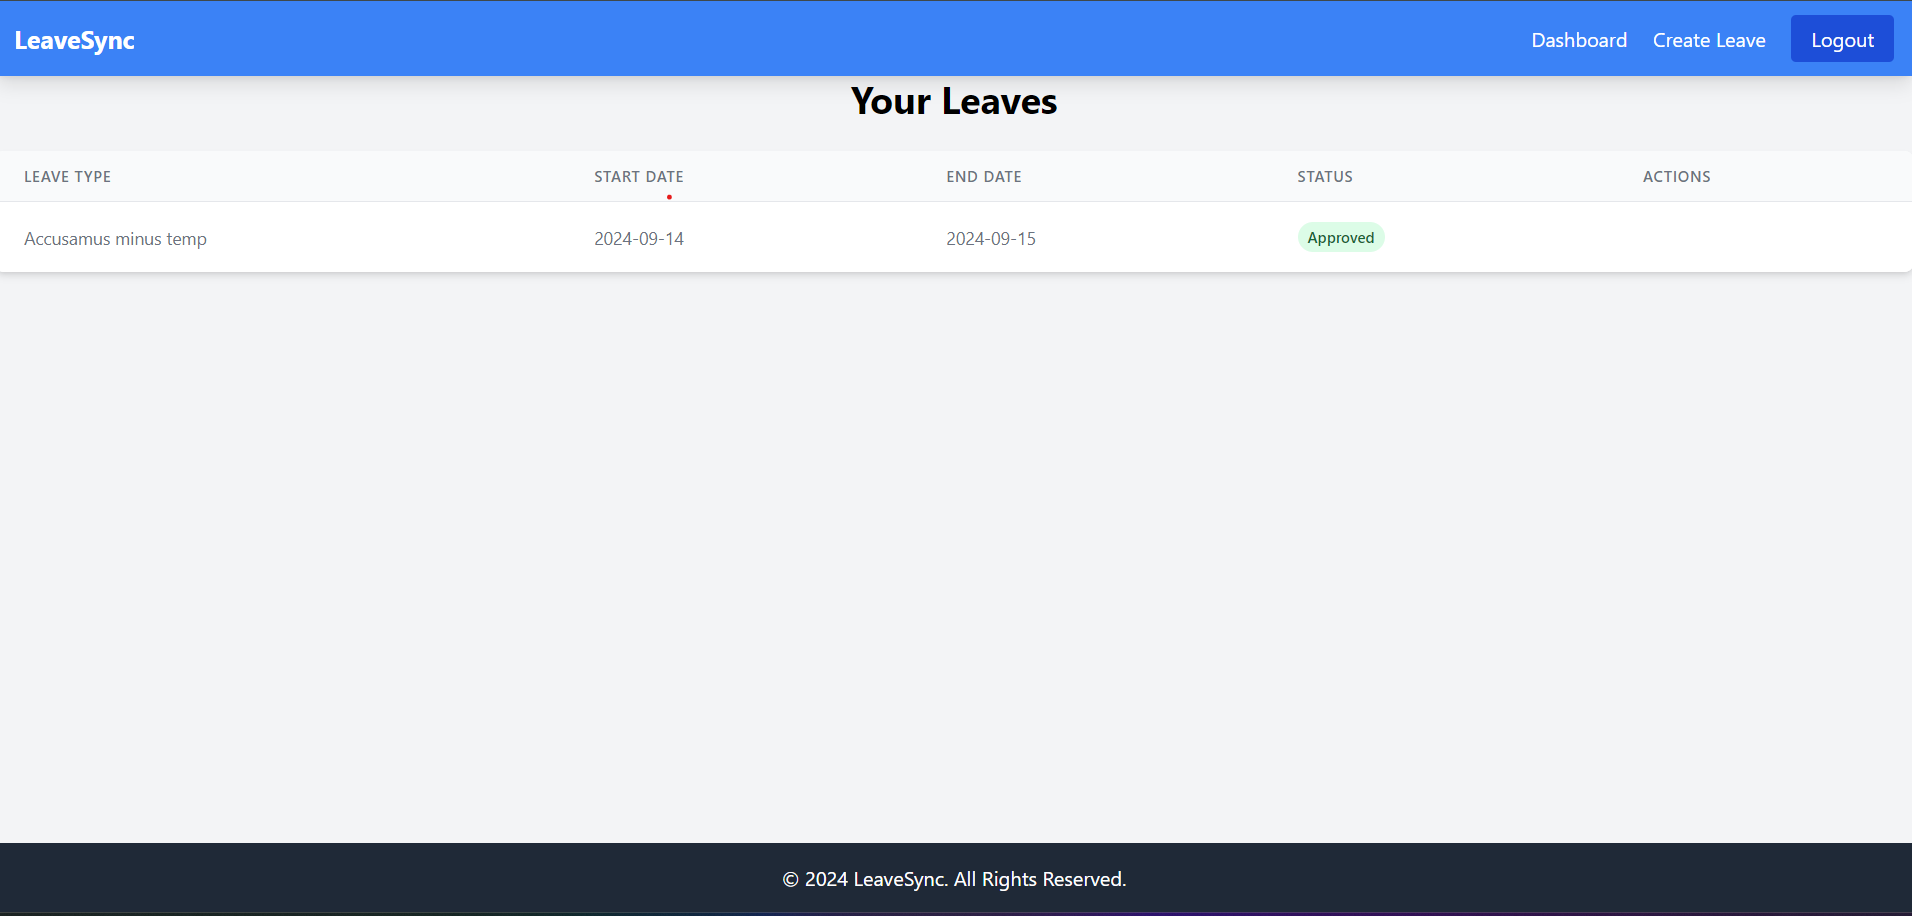 LeaveSync Dashboard Create Leave Logout
Your Leaves
LEAVE TYPE START DATE END DATE STATUS ACTIONS
Accusamus minus temp 2024-09-14 2024-09-15 Approved
© 2024 LeaveSync. All Rights Reserved.